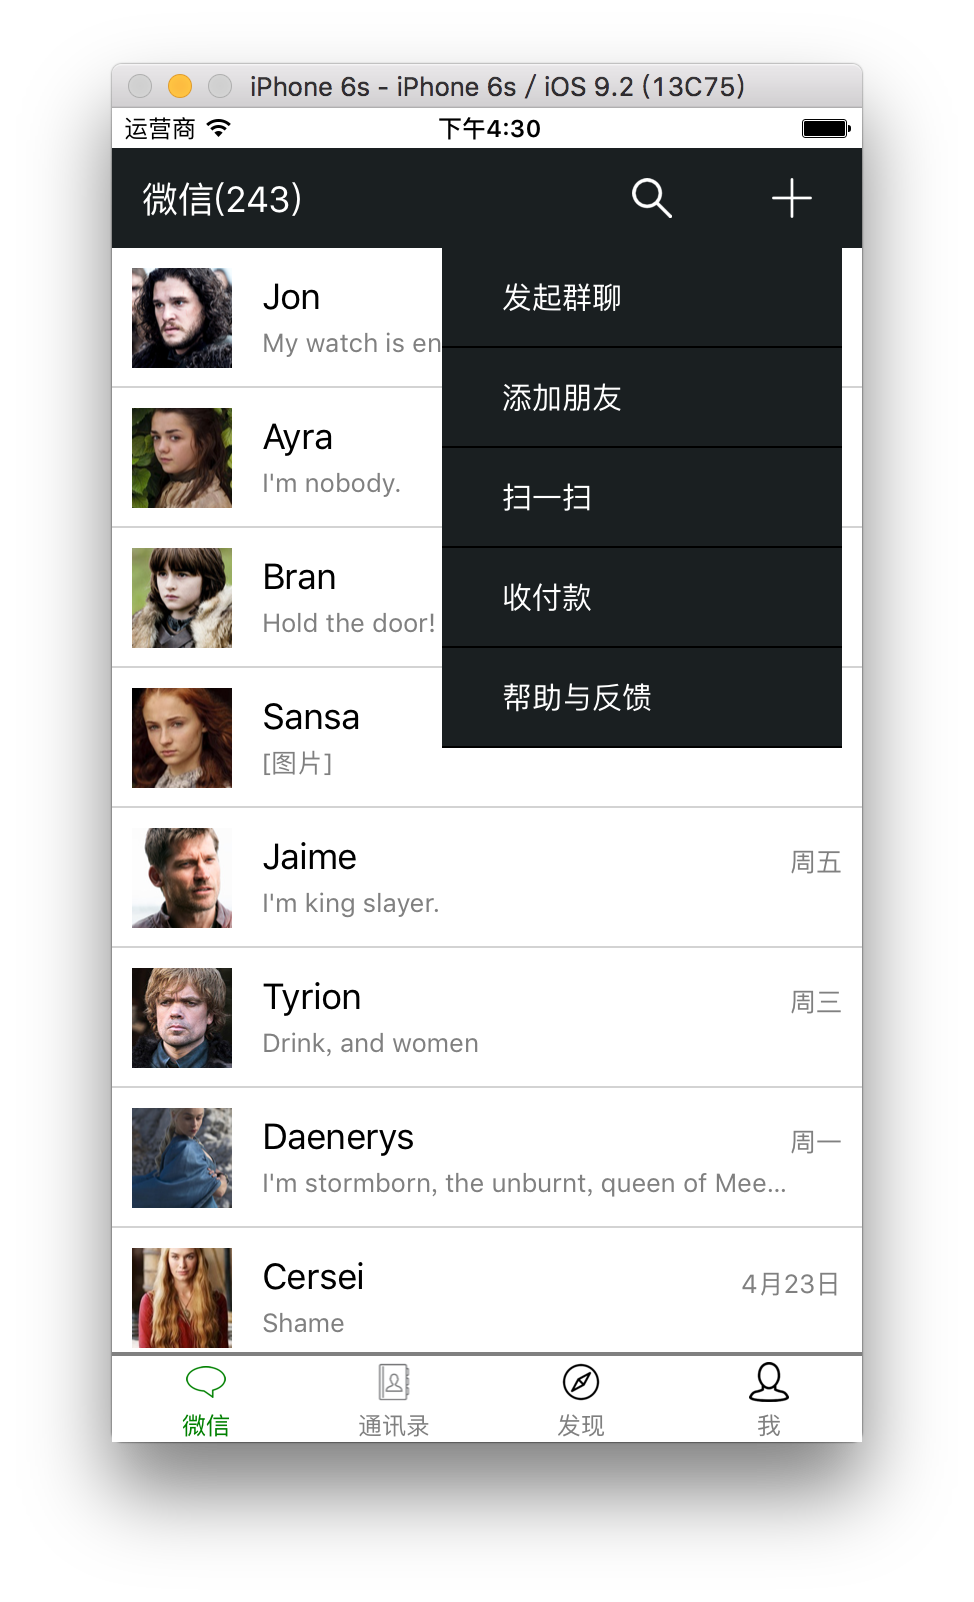 iPhone 6s - iPhone 6s / iOS 9.2 (13C75)
运营商 下午4:30
微信(243)
发起群聊
添加朋友
扫一扫
收付款
帮助与反馈
Jon
My watch is en
Ayra
I'm nobody.
Bran
Hold the door!
Sansa
[图片]
Jaime 周五
I'm king slayer.
Tyrion 周三
Drink, and women
Daenerys 周一
I'm stormborn, the unburnt, queen of Mee...
Cersei 4月23日
Shame
微信 通讯录 发现 我